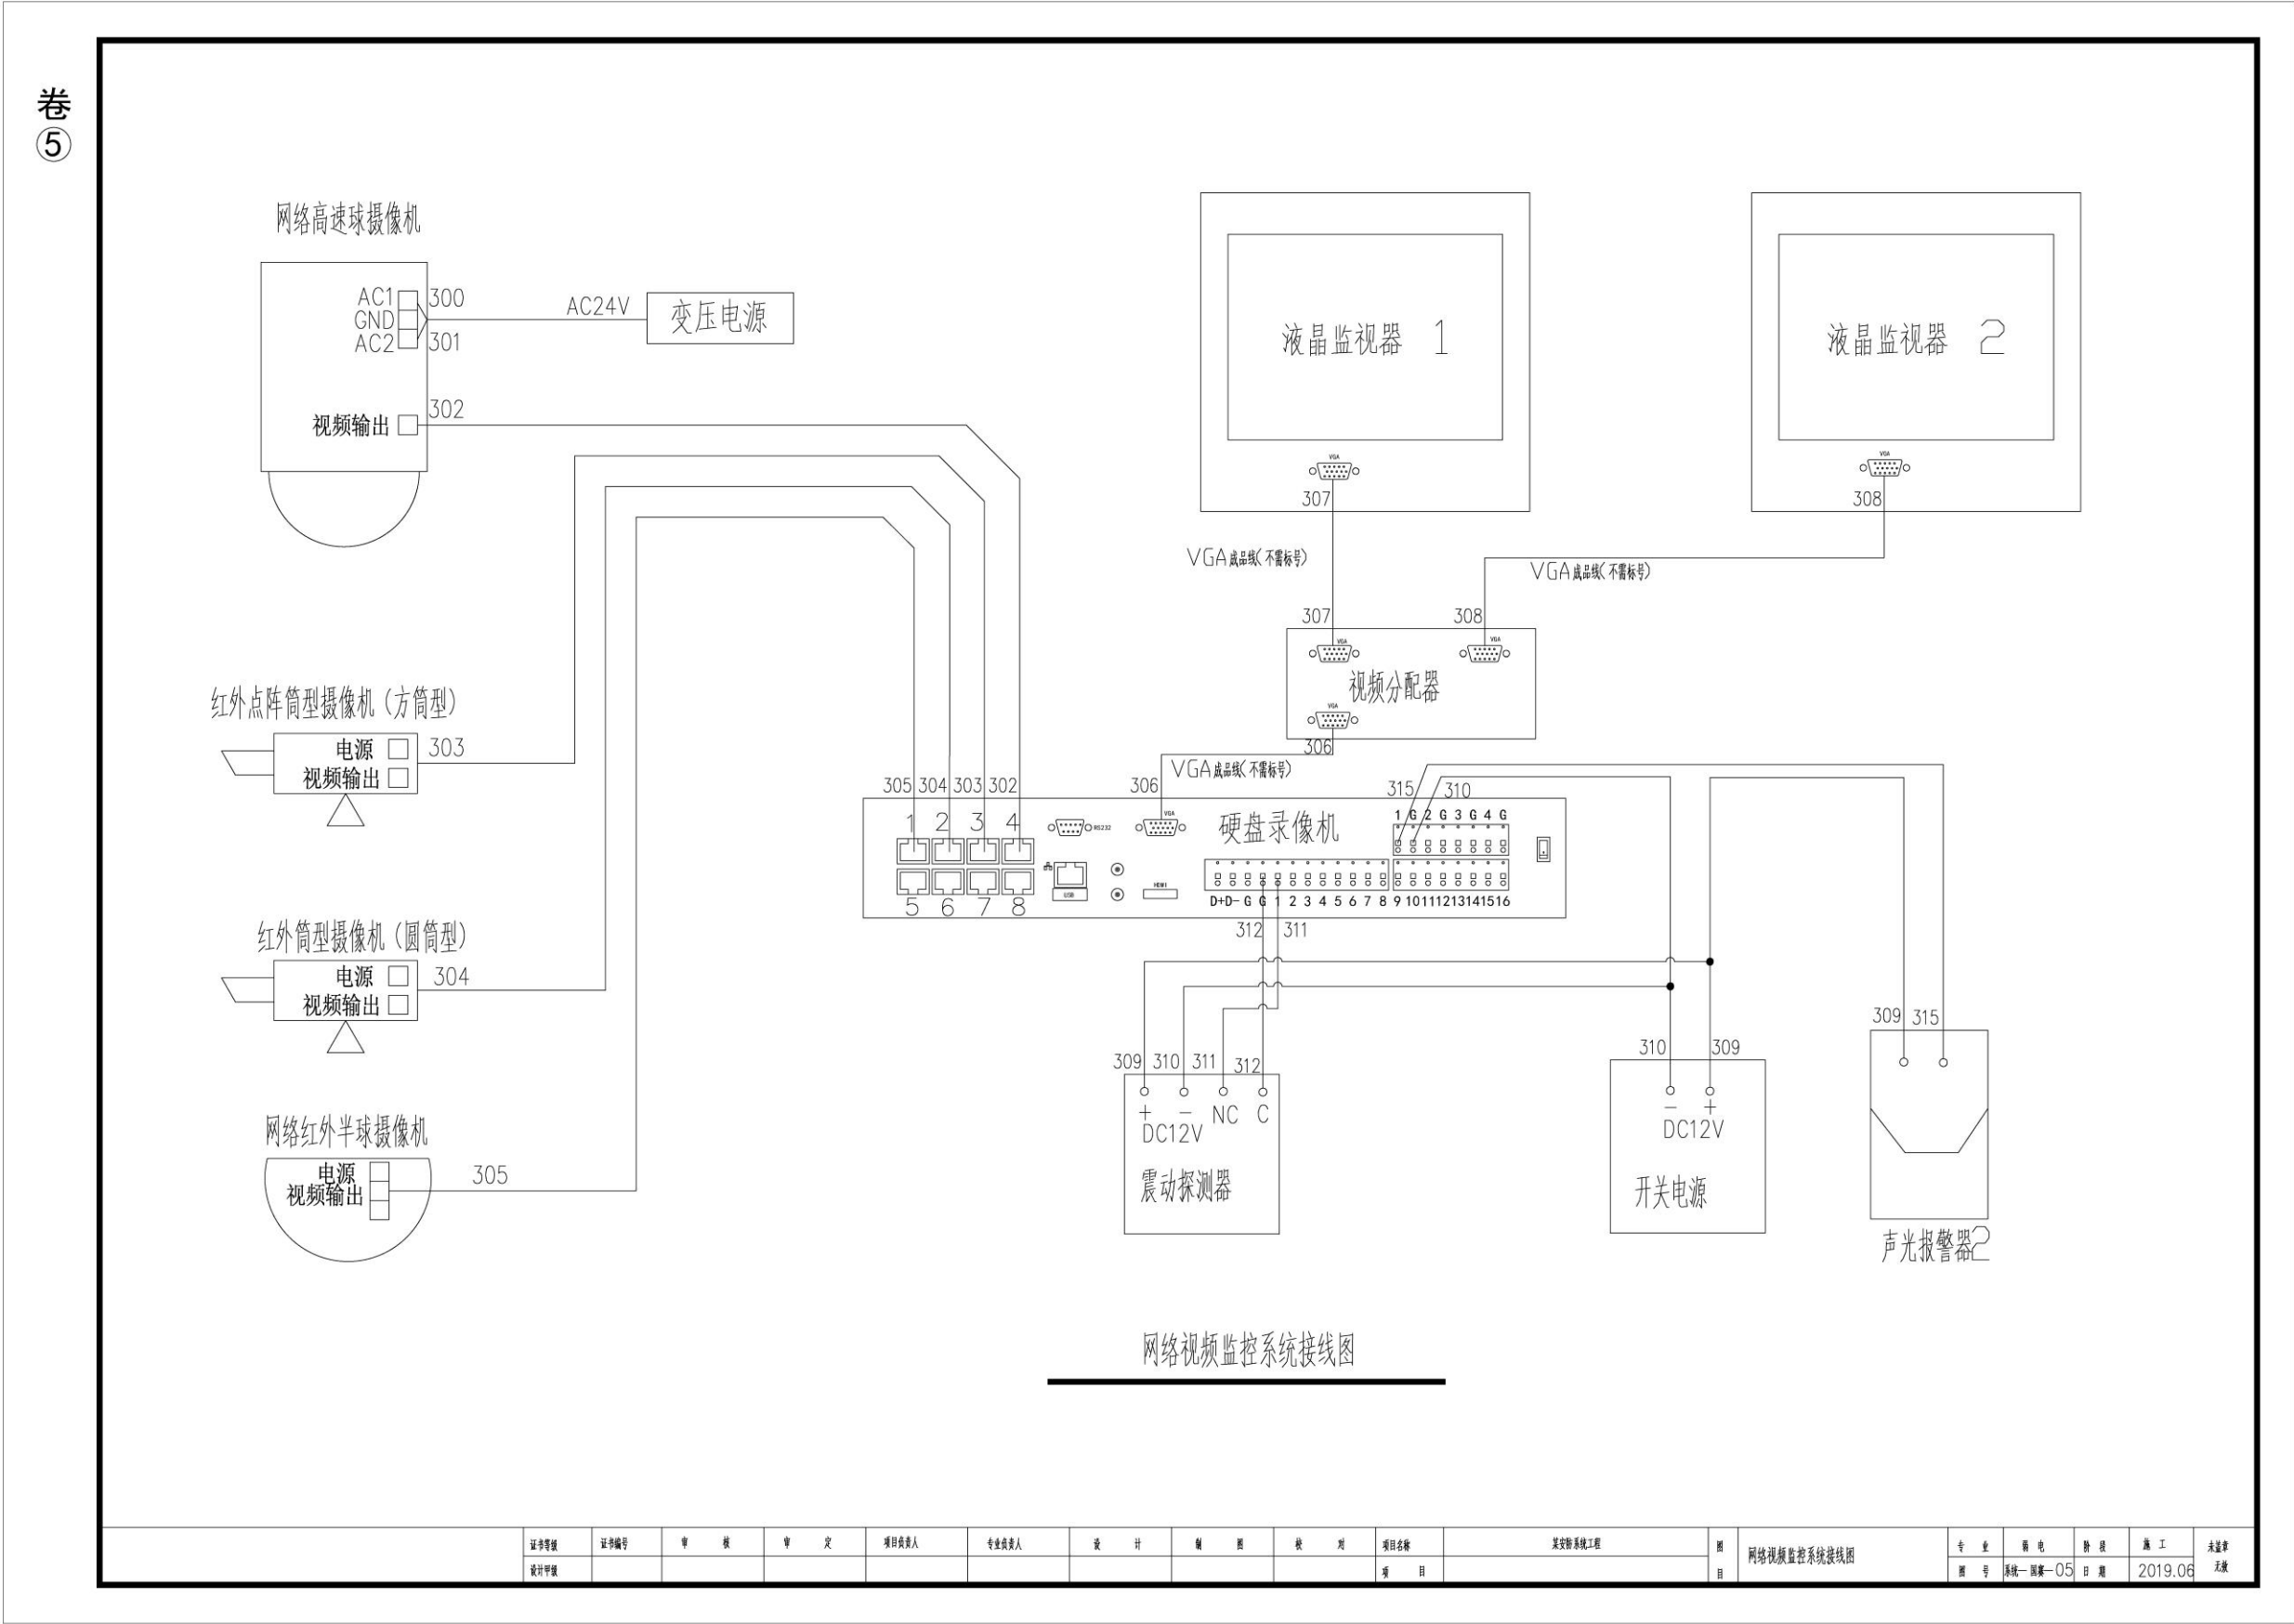 卷
⑤
网络高速球摄像机
AC1
GND
AC2
300
301
AC24V
变压电源
视频输出
302
液晶监视器 1
VGA
307
液晶监视器 2
VGA
308
VGA成品线(不需标号)
VGA成品线(不需标号)
307
308
VGA
VGA
视频分配器
VGA
306
VGA成品线(不需标号)
红外点阵筒型摄像机(方筒型)
电源
视频输出
303
红外筒型摄像机(圆筒型)
电源
视频输出
304
网络红外半球摄像机
电源
视频输出
305
305 304 303 302
306
315
310
1 2 3 4
RS232
VGA
硬盘录像机
1 G 2 G 3 G 4 G
USB
HDMI
5 6 7 8
D+D- G G 1 2 3 4 5 6 7 8 9 10111213141516
312
311
309 310 311 312
+ - NC C
DC12V
震动探测器
310
309
- +
DC12V
开关电源
309 315
声光报警器2
网络视频监控系统接线图
证书等级
证书编号
审 核
审 定
项目负责人
专业负责人
设 计
制 图
校 对
项目名称
某安防系统工程
图 目
网络视频监控系统接线图
专 业
弱 电
阶 段
施 工
未盖章
无效
设计甲级
项 目
图 号
系统—国赛—05
日 期
2019.06